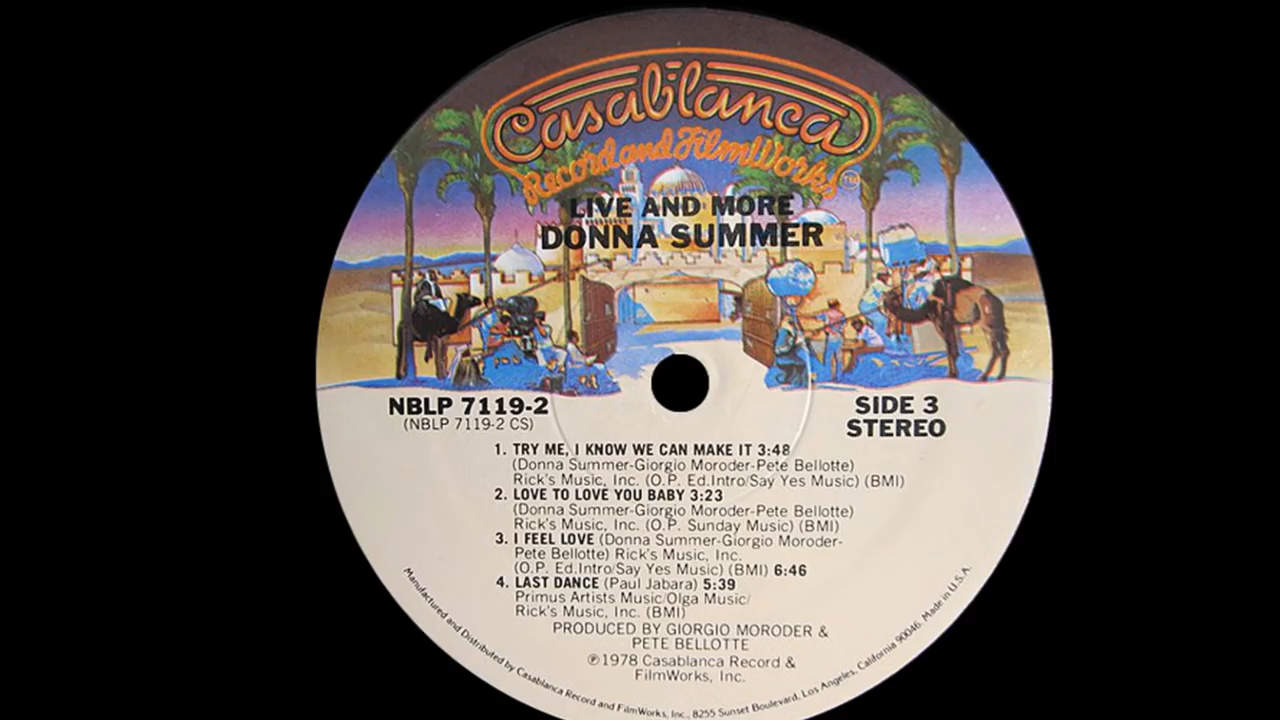 Casablanca
Record and FilmWorks
TM
LIVE AND MORE
DONNA SUMMER
NBLP 7119-2
(NBLP 7119-2 CS)
SIDE 3
STEREO
1. TRY ME, I KNOW WE CAN MAKE IT 3:48
(Donna Summer-Giorgio Moroder-Pete Bellotte)
Rick's Music, Inc. (O.P. Ed.Intro/Say Yes Music) (BMI)
2. LOVE TO LOVE YOU BABY 3:23
(Donna Summer-Giorgio Moroder-Pete Bellotte)
Rick's Music, Inc. (O.P. Sunday Music) (BMI)
3. I FEEL LOVE (Donna Summer-Giorgio Moroder-
Pete Bellotte) Rick's Music, Inc.
(O.P. Ed.Intro/Say Yes Music) (BMI) 6:46
4. LAST DANCE (Paul Jabara) 5:39
Primus Artists Music/Olga Music/
Rick's Music, Inc. (BMI)
PRODUCED BY GIORGIO MORODER &
PETE BELLOTTE
℗1978 Casablanca Record &
FilmWorks, Inc.
Manufactured and Distributed by Casablanca Record and FilmWorks, Inc., 8255 Sunset Boulevard, Los Angeles, California 90046. Made in U.S.A.